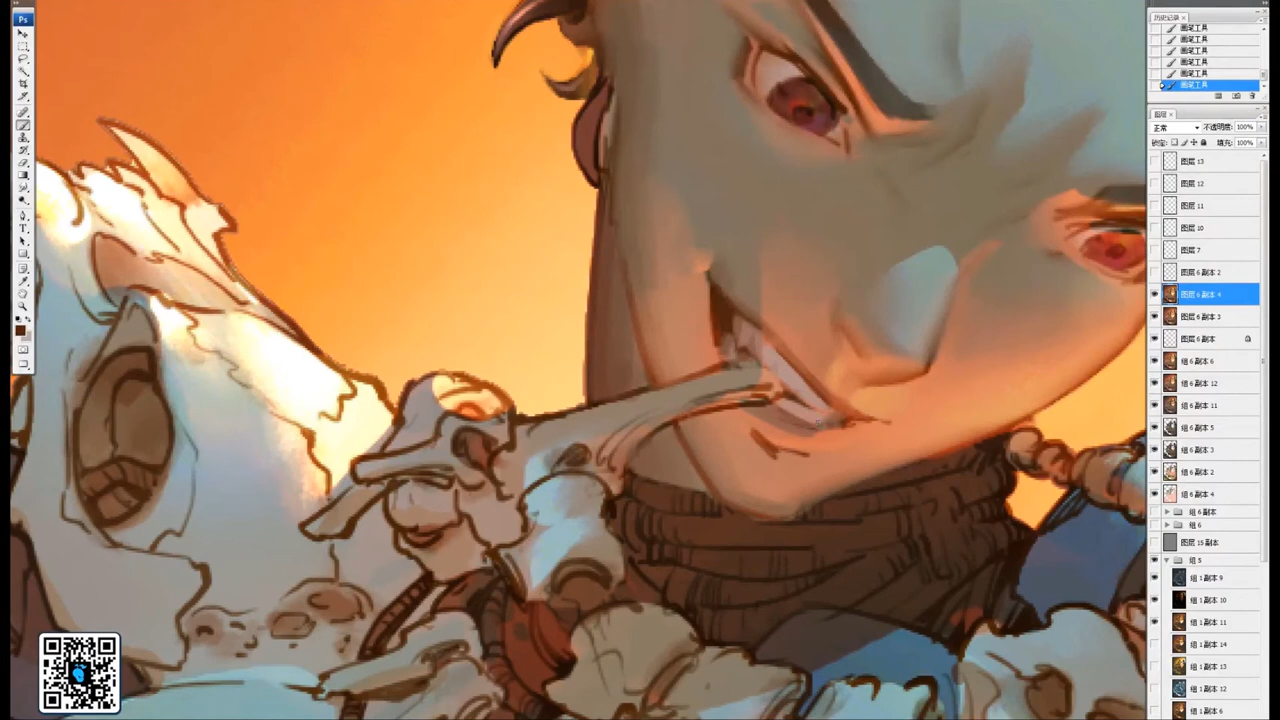 Ps
历史记录
画笔工具
画笔工具
画笔工具
画笔工具
画笔工具
画笔工具
图层
正常
不透明度: 100%
锁定:
填充: 100%
图层 13
图层 12
图层 11
图层 10
图层 7
图层 6 副本 2
图层 6 副本 4
图层 6 副本 3
图层 6 副本
组 6 副本 6
组 6 副本 12
组 6 副本 11
组 6 副本 5
组 6 副本 3
组 6 副本 2
组 6 副本 4
组 6 副本
组 6
图层 15 副本
组 5
组 1 副本 9
组 1 副本 10
组 1 副本 11
组 1 副本 14
组 1 副本 13
组 1 副本 12
组 1 副本 6